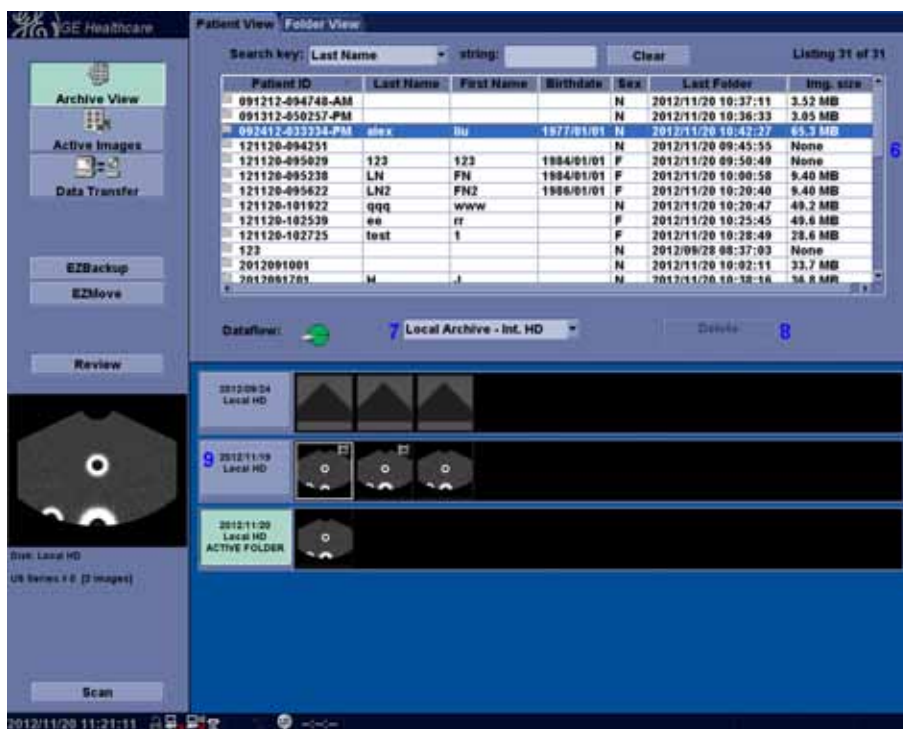 GE Healthcare
Patient View Folder View
Search key: Last Name string: Clear Listing 31 of 31
Archive View
Active Images
Data Transfer
EZBackup
EZMove
Review
Patient ID Last Name First Name Birthdate Sex Last Folder Img. size
091212-094748-AM N 2012/11/20 10:37:11 3.52 MB
091312-050257-PM N 2012/11/20 10:36:33 3.05 MB
092412-033334-PM alex liu 1977/01/01 N 2012/11/20 10:42:27 65.3 MB
121120-094251 N 2012/11/20 09:45:55 None
121120-095029 123 123 1984/01/01 F 2012/11/20 09:50:49 None
121120-095238 LN FN 1984/01/01 F 2012/11/20 10:00:58 9.40 MB
121120-095622 LN2 FN2 1986/01/01 F 2012/11/20 10:20:40 9.40 MB
121120-101922 qqq www N 2012/11/20 10:20:47 49.2 MB
121120-102539 ee rr F 2012/11/20 10:25:45 49.6 MB
121120-102725 test 1 F 2012/11/20 10:28:49 28.6 MB
123 N 2012/09/28 08:37:03 None
2012091001 N 2012/11/20 10:02:11 33.7 MB
2012091701 H J N 2012/11/20 10:38:16 36.8 MB
6
Dataflow: 7 Local Archive - Int. HD Delete 8
2012/09/24
Local HD
9 2012/11/19
Local HD
2012/11/20
Local HD
ACTIVE FOLDER
Disk: Local HD
US Series # 0 [3 images]
Scan
2012/11/20 11:21:11 --:--:--